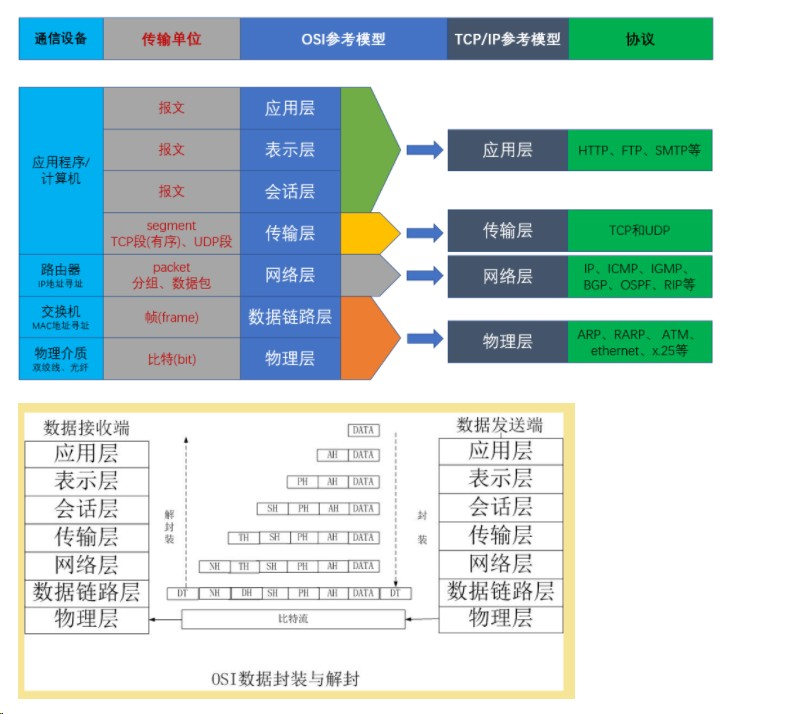 通信设备
传输单位
OSI参考模型
TCP/IP参考模型
协议
应用程序/
计算机
报文
应用层
报文
表示层
报文
会话层
segment
TCP段(有序)、UDP段
传输层
应用层
HTTP、FTP、SMTP等
传输层
TCP和UDP
路由器
IP地址寻址
packet
分组、数据包
网络层
网络层
IP、ICMP、IGMP、
BGP、OSPF、RIP等
交换机
MAC地址寻址
帧(frame)
数据链路层
物理介质
双绞线、光纤
比特(bit)
物理层
物理层
ARP、RARP、 ATM、
ethernet、x.25等
数据接收端
应用层
表示层
会话层
传输层
网络层
数据链路层
物理层
解封装
DATA
AH DATA
PH AH DATA
SH PH AH DATA
TH SH PH AH DATA
NH TH SH PH AH DATA
DT NH DH SH PH AH DATA DT
比特流
封装
数据发送端
应用层
表示层
会话层
传输层
网络层
数据链路层
物理层
OSI数据封装与解封